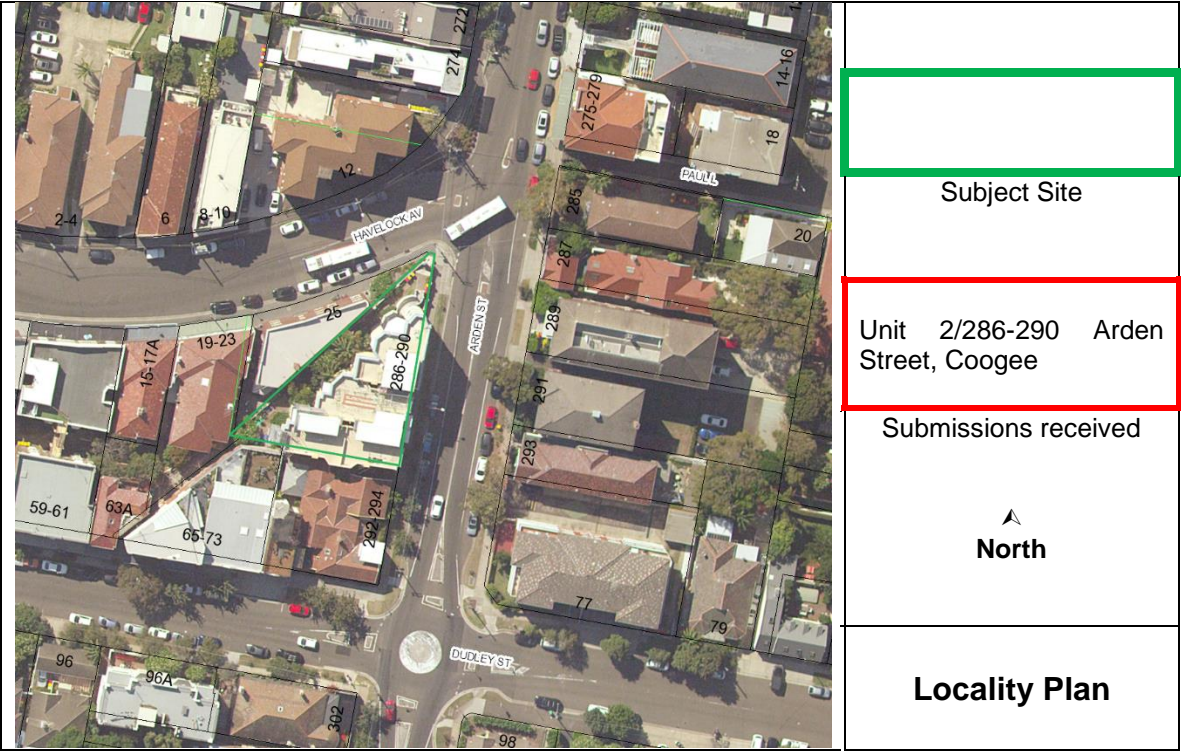 272
274
14-16
275-279
18
12
PAUL L
2-4
6
8-10
HAVELOCK AV
285
20
287
25
ARDEN ST
289
19-23
286-290
15-17A
291
293
59-61
63A
65-73
292-294
77
79
DUDLEY ST
96
96A
302
98
Subject Site
Unit 2/286-290 Arden
Street, Coogee
Submissions received
North
Locality Plan